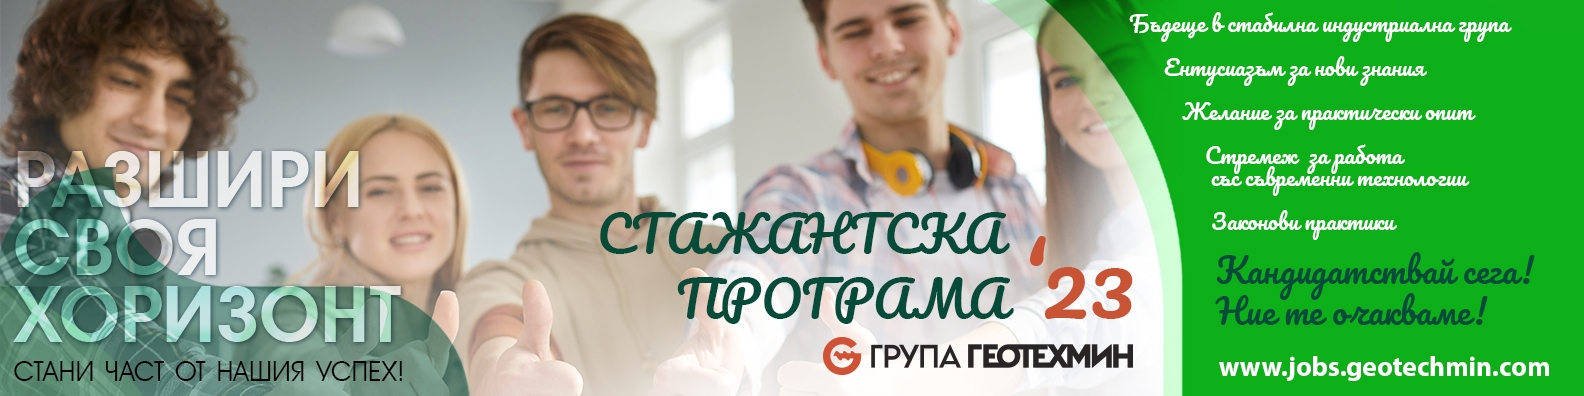 РАЗШИРИ
СВОЯ
ХОРИЗОНТ
СТАНИ ЧАСТ ОТ НАШИЯ УСПЕХ!
СТАЖАНТСКА
ПРОГРАМА '23
ГРУПА ГЕОТЕХМИН
Бъдеще в стабилна индустриална група
Ентусиазъм за нови знания
Желание за практически опит
Стремеж за работа
със съвременни технологии
Законови практики
Кандидатствай сега!
Ние те очакваме!
www.jobs.geotechmin.com